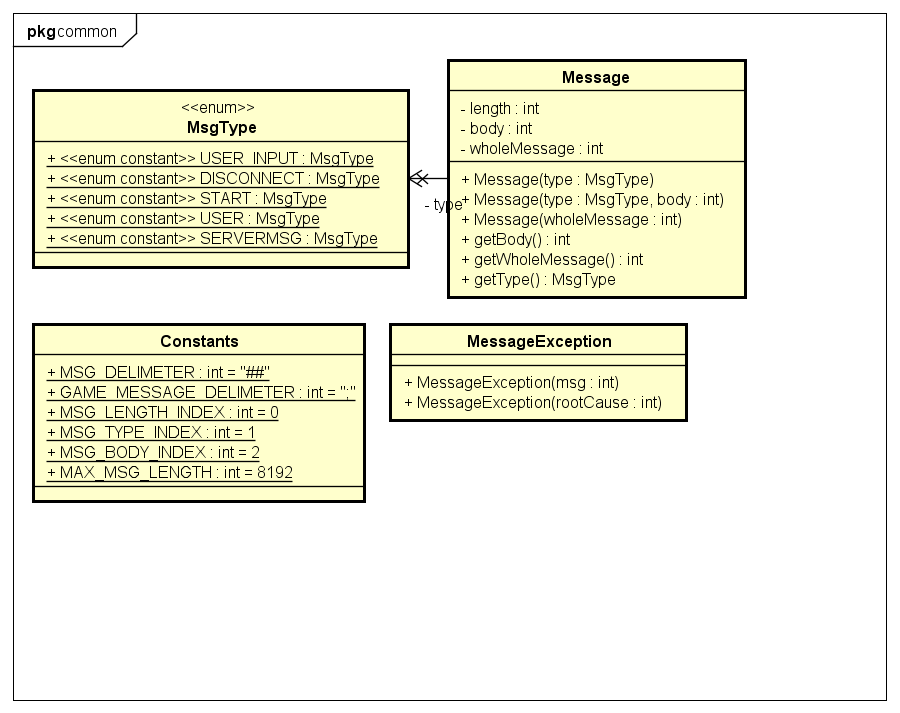 pkg common
<<enum>>
MsgType
+ <<enum constant>> USER_INPUT : MsgType
+ <<enum constant>> DISCONNECT : MsgType
+ <<enum constant>> START : MsgType
+ <<enum constant>> USER : MsgType
+ <<enum constant>> SERVERMSG : MsgType
- type
Message
- length : int
- body : int
- wholeMessage : int
+ Message(type : MsgType)
+ Message(type : MsgType, body : int)
+ Message(wholeMessage : int)
+ getBody() : int
+ getWholeMessage() : int
+ getType() : MsgType
Constants
+ MSG_DELIMETER : int = "##"
+ GAME_MESSAGE_DELIMETER : int = ";"
+ MSG_LENGTH_INDEX : int = 0
+ MSG_TYPE_INDEX : int = 1
+ MSG_BODY_INDEX : int = 2
+ MAX_MSG_LENGTH : int = 8192
MessageException
+ MessageException(msg : int)
+ MessageException(rootCause : int)